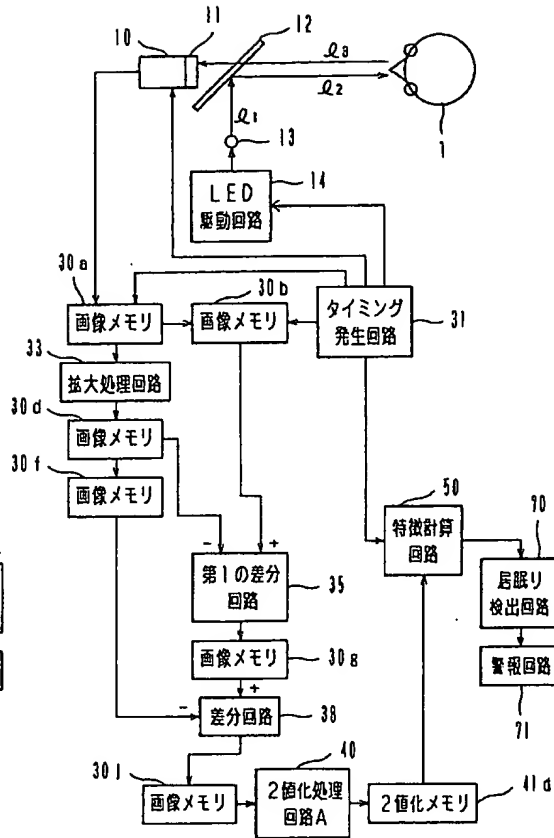 10
11
12
ℓ3
ℓ2
ℓ1
13
1
14
LED
駆動回路
30a
30b
画像メモリ
画像メモリ
タイミング
発生回路
31
33
拡大処理回路
30d
画像メモリ
30f
画像メモリ
50
特徴計算
回路
70
居眠り
検出回路
警報回路
71
−
+
第1の差分
回路
35
画像メモリ
30g
+
−
差分回路
38
30j
40
画像メモリ
2値化処理
回路A
2値化メモリ
41d